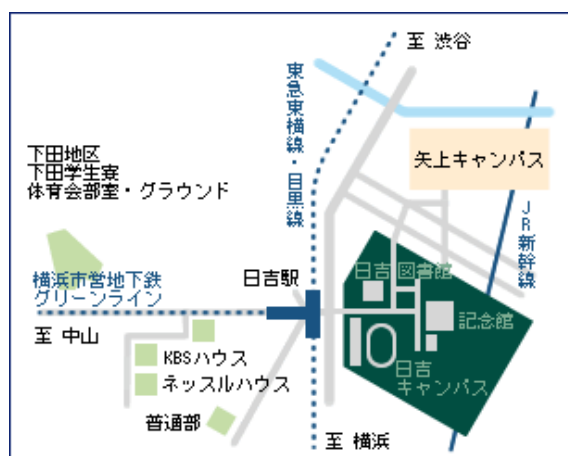 至 渋谷
東急東横線・目黒線
矢上キャンパス
下田地区
下田学生寮
体育会部室・グラウンド
JR新幹線
日吉図書館
横浜市営地下鉄
グリーンライン
日吉駅
記念館
至 中山
KBSハウス
日吉
キャンパス
ネッスルハウス
普通部
至 横浜